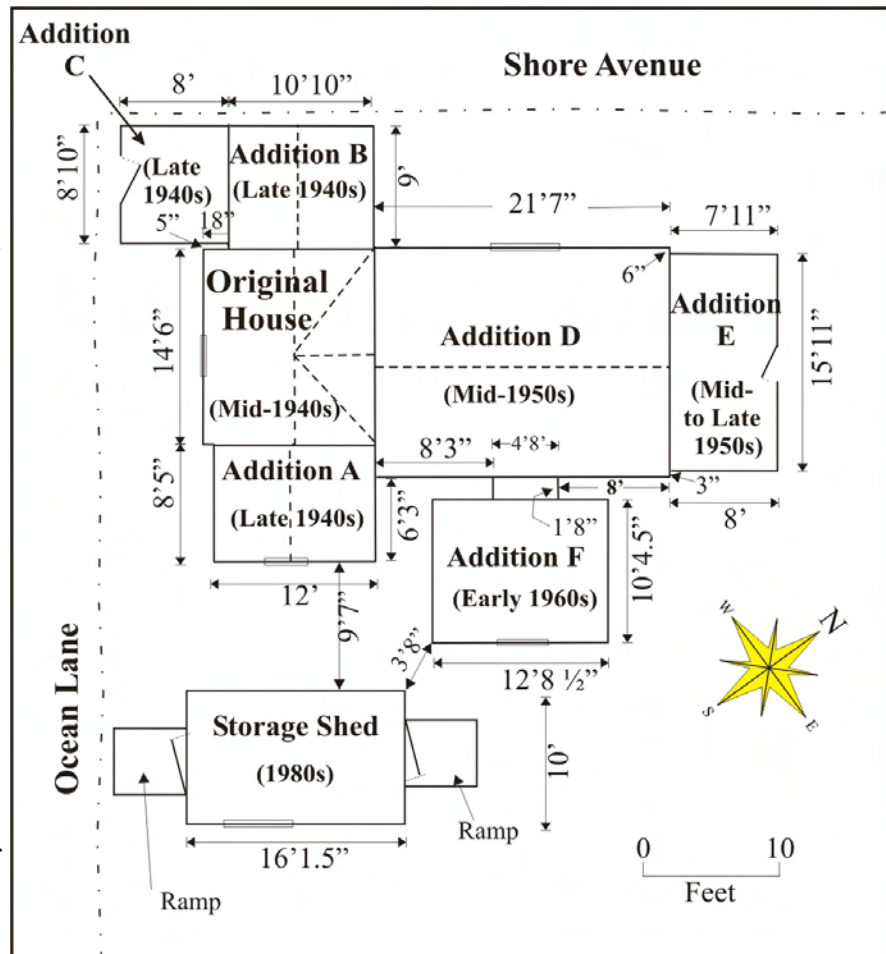 Addition
C
Shore Avenue
8’
10’10”
8’10”
(Late
1940s)
Addition B
(Late 1940s)
9’
21’7”
7’11”
5”
18”
6”
Original
House
(Mid-1940s)
14’6”
Addition D
(Mid-1950s)
Addition
E
(Mid-
to Late
1950s)
15’11”
8’3”
4’8’
8’
3”
8’
Addition A
(Late 1940s)
8’5”
6’3”
1’8”
12’
Addition F
(Early 1960s)
10’4.5”
12’8 ½”
9’7”
3’8”
Ocean Lane
W
N
S
E
Storage Shed
(1980s)
10’
16’1.5”
Ramp
Ramp
0
10
Feet